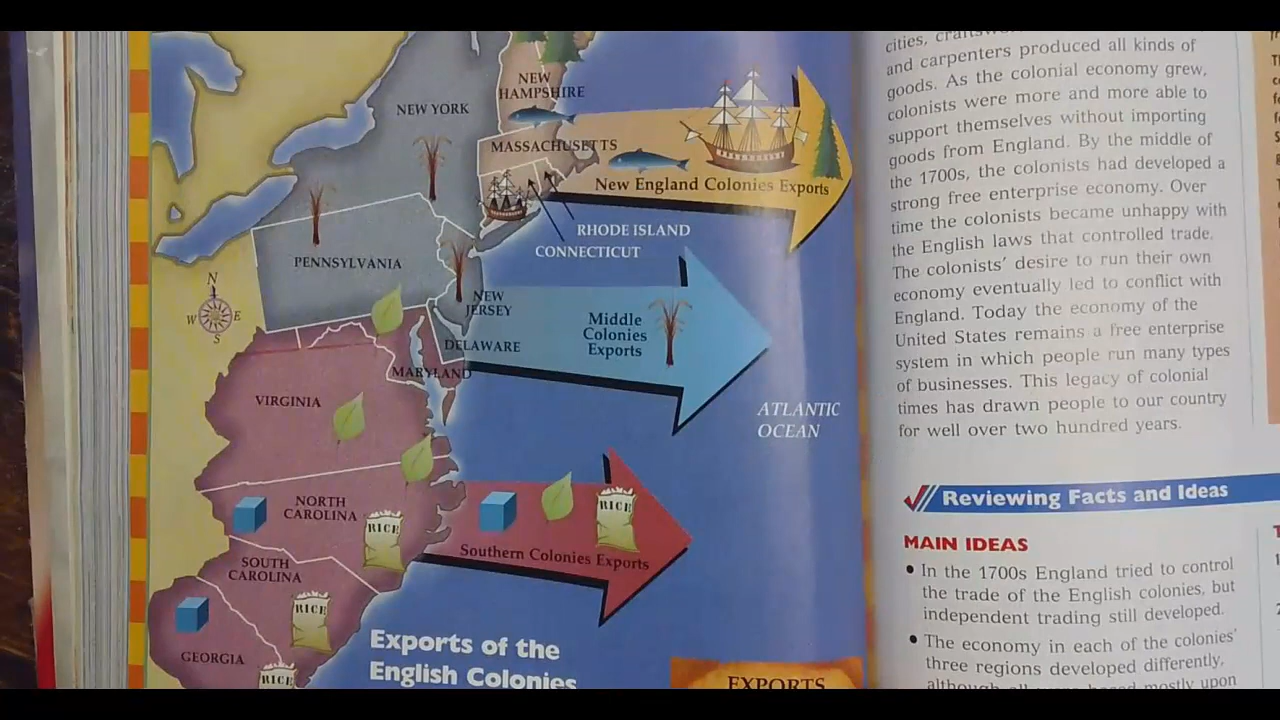 NEW
HAMPSHIRE
NEW YORK
MASSACHUSETTS
New England Colonies Exports
RHODE ISLAND
CONNECTICUT
PENNSYLVANIA
N
W E
S
NEW
JERSEY
Middle
Colonies
Exports
DELAWARE
MARYLAND
VIRGINIA
ATLANTIC
OCEAN
NORTH
CAROLINA
RICE
RICE
Southern Colonies Exports
SOUTH
CAROLINA
RICE
GEORGIA
RICE
Exports of the
English Colonies
EXPORTS
cities,
and carpenters produced all kinds of
goods. As the colonial economy grew,
colonists were more and more able to
support themselves without importing
goods from England. By the middle of
the 1700s, the colonists had developed a
strong free enterprise economy. Over
time the colonists became unhappy with
the English laws that controlled trade.
The colonists' desire to run their own
economy eventually led to conflict with
England. Today the economy of the
United States remains a free enterprise
system in which people run many types
of businesses. This legacy of colonial
times has drawn people to our country
for well over two hundred years.
Reviewing Facts and Ideas
MAIN IDEAS
• In the 1700s England tried to control
the trade of the English colonies, but
independent trading still developed.
• The economy in each of the colonies'
three regions developed differently,
although all were based mostly upon